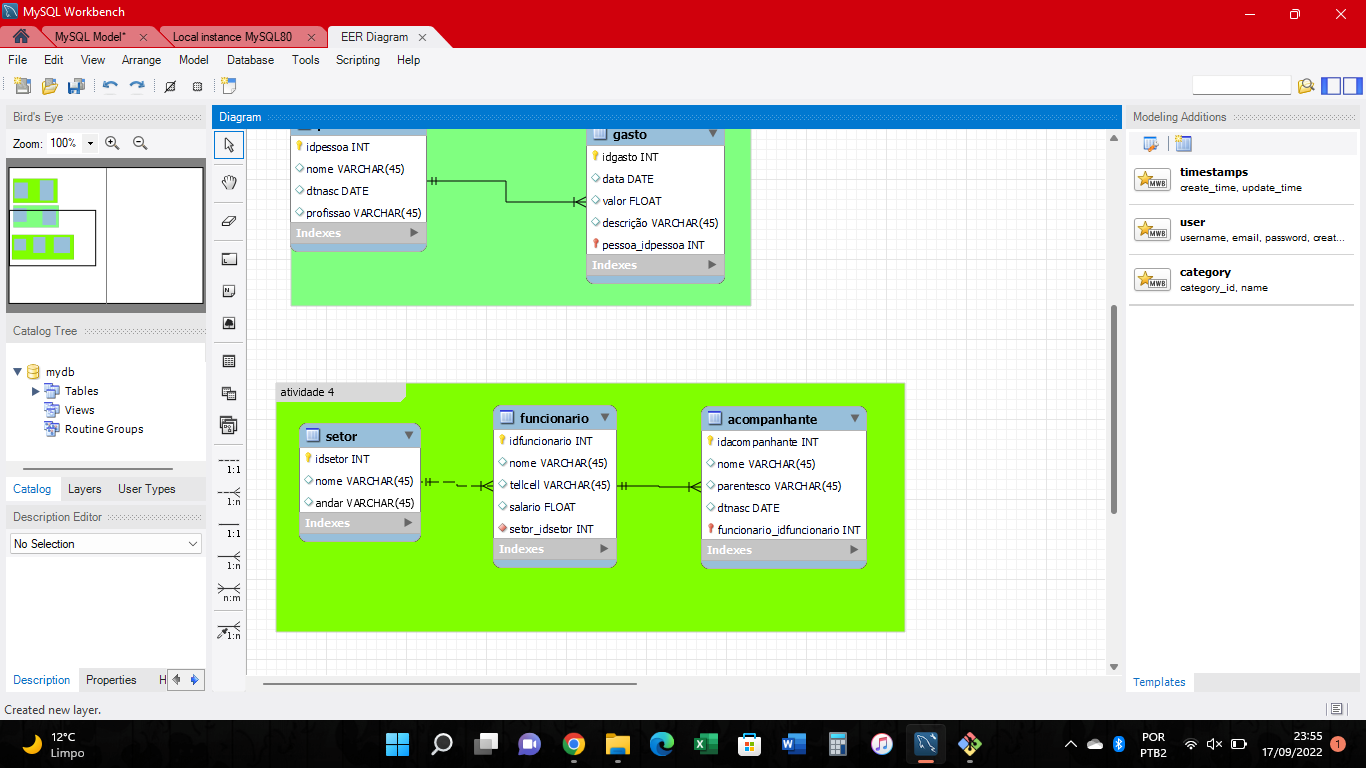 MySQL Workbench
MySQL Model*
Local instance MySQL80
EER Diagram
File Edit View Arrange Model Database Tools Scripting Help
Bird's Eye
Zoom: 100%
Catalog Tree
mydb
Tables
Views
Routine Groups
Catalog Layers User Types
Description Editor
No Selection
Description Properties H
Created new layer.
Diagram
1:1
1:n
1:1
1:n
n:m
1:n
idpessoa INT
nome VARCHAR(45)
dtnasc DATE
profissao VARCHAR(45)
Indexes
gasto
idgasto INT
data DATE
valor FLOAT
descrição VARCHAR(45)
pessoa_idpessoa INT
Indexes
atividade 4
setor
idsetor INT
nome VARCHAR(45)
andar VARCHAR(45)
Indexes
funcionario
idfuncionario INT
nome VARCHAR(45)
tellcell VARCHAR(45)
salario FLOAT
setor_idsetor INT
Indexes
acompanhante
idacompanhante INT
nome VARCHAR(45)
parentesco VARCHAR(45)
dtnasc DATE
funcionario_idfuncionario INT
Indexes
Modeling Additions
MWB
timestamps
create_time, update_time
MWB
user
username, email, password, creat...
MWB
category
category_id, name
Templates
12°C
Limpo
POR
PTB2
23:55
17/09/2022
1